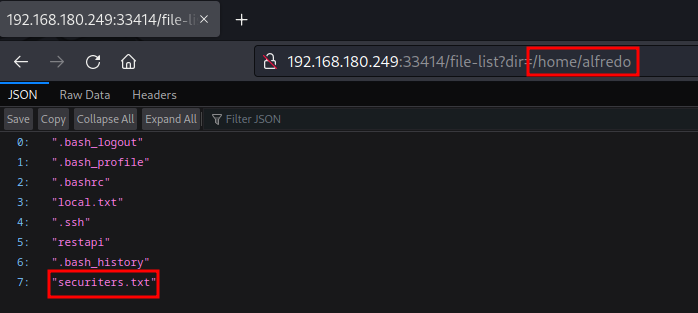 192.168.180.249:33414/file-li
192.168.180.249:33414/file-list?dir=/home/alfredo
JSON Raw Data Headers
Save Copy Collapse All Expand All Filter JSON
0: ".bash_logout"
1: ".bash_profile"
2: ".bashrc"
3: "local.txt"
4: ".ssh"
5: "restapi"
6: ".bash_history"
7: "securiters.txt"